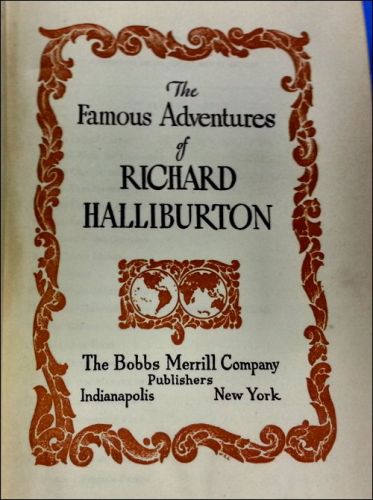 The
Famous Adventures
of
RICHARD
HALLIBURTON
The Bobbs Merrill Company
Publishers
Indianapolis New York